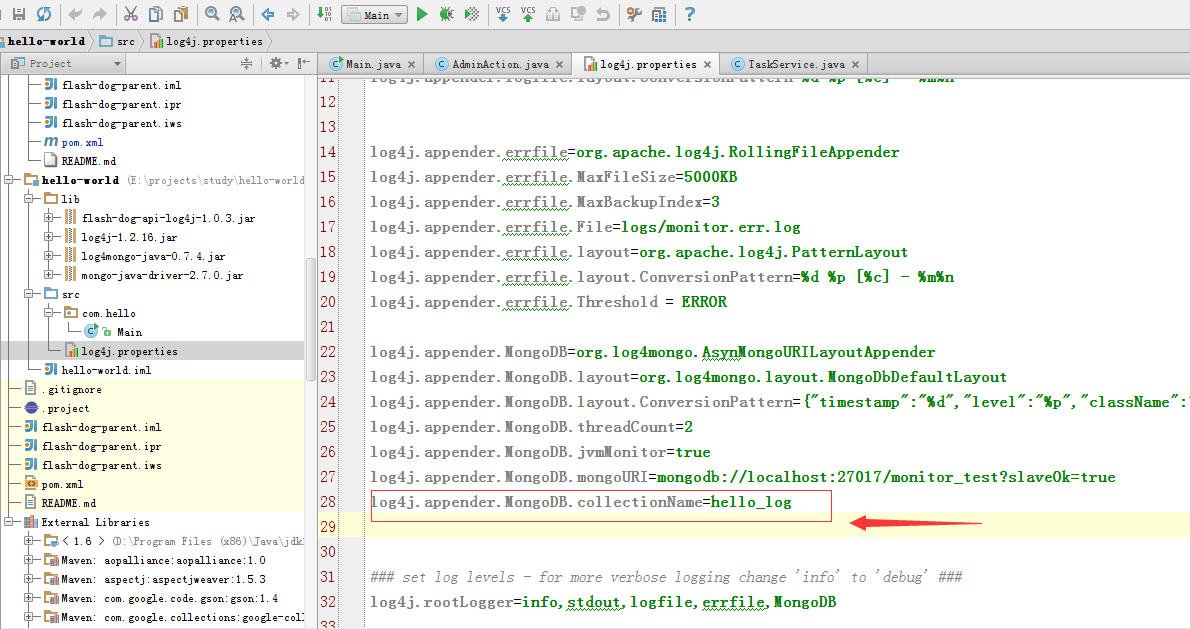 Main
VCS VCS
?
hello-world src log4j.properties
Project
Main.java × AdminAction.java × log4j.properties × TaskService.java ×
flash-dog-parent.iml
flash-dog-parent.ipr
flash-dog-parent.iws
pom.xml
README.md
hello-world (E:\projects\study\hello-world
lib
flash-dog-api-log4j-1.0.3.jar
log4j-1.2.16.jar
log4mongo-java-0.7.4.jar
mongo-java-driver-2.7.0.jar
src
com.hello
Main
log4j.properties
hello-world.iml
.gitignore
.project
flash-dog-parent.iml
flash-dog-parent.ipr
flash-dog-parent.iws
pom.xml
README.md
External Libraries
< 1.6 > (D:\Program Files (x86)\Java\jdk
Maven: aopalliance:aopalliance:1.0
Maven: aspectj:aspectjweaver:1.5.3
Maven: com.google.code.gson:gson:1.4
Maven: com.google.collections:google-coll
11 log4j.appender.logfile.layout.ConversionPattern=%d %p [%c] - %m%n
12
13
14 log4j.appender.errfile=org.apache.log4j.RollingFileAppender
15 log4j.appender.errfile.MaxFileSize=5000KB
16 log4j.appender.errfile.MaxBackupIndex=3
17 log4j.appender.errfile.File=logs/monitor.err.log
18 log4j.appender.errfile.layout=org.apache.log4j.PatternLayout
19 log4j.appender.errfile.layout.ConversionPattern=%d %p [%c] - %m%n
20 log4j.appender.errfile.Threshold = ERROR
21
22 log4j.appender.MongoDB=org.log4mongo.AsynMongoURILayoutAppender
23 log4j.appender.MongoDB.layout=org.log4mongo.layout.MongoDbDefaultLayout
24 log4j.appender.MongoDB.layout.ConversionPattern={"timestamp":"%d","level":"%p","className":"
25 log4j.appender.MongoDB.threadCount=2
26 log4j.appender.MongoDB.jvmMonitor=true
27 log4j.appender.MongoDB.mongoURI=mongodb://localhost:27017/monitor_test?slaveOk=true
28 log4j.appender.MongoDB.collectionName=hello_log
29
30
31 ### set log levels - for more verbose logging change 'info' to 'debug' ###
32 log4j.rootLogger=info,stdout,logfile,errfile,MongoDB
33